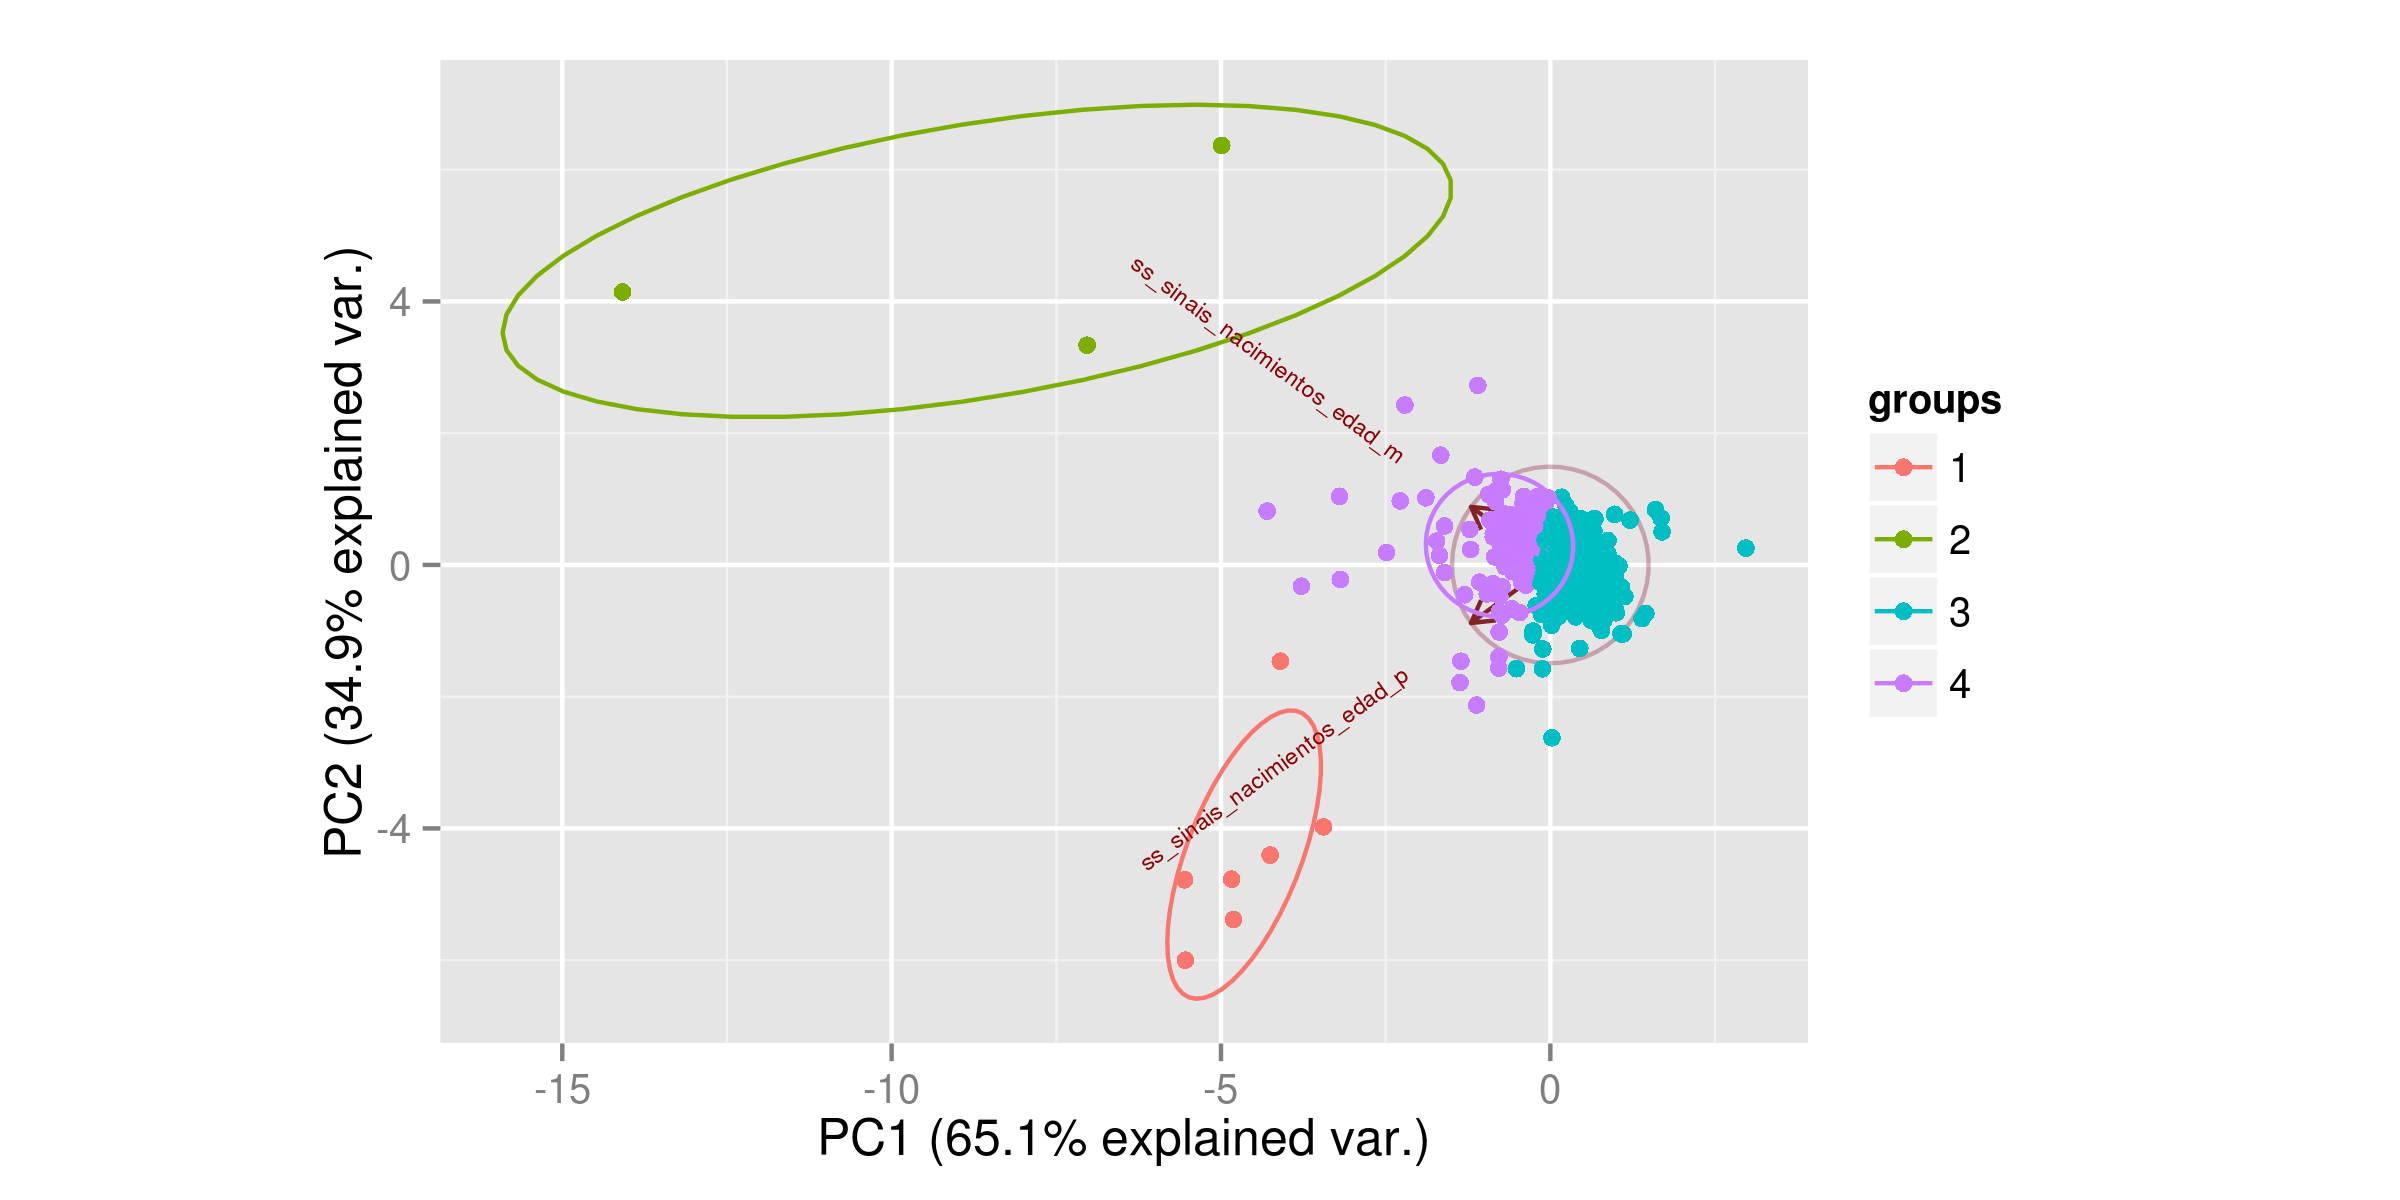 PC2 (34.9% explained var.)
4
0
-4
ss_sinais_nacimientos_edad_m
ss_sinais_nacimientos_edad_p
-15
-10
-5
0
PC1 (65.1% explained var.)
groups
1
2
3
4